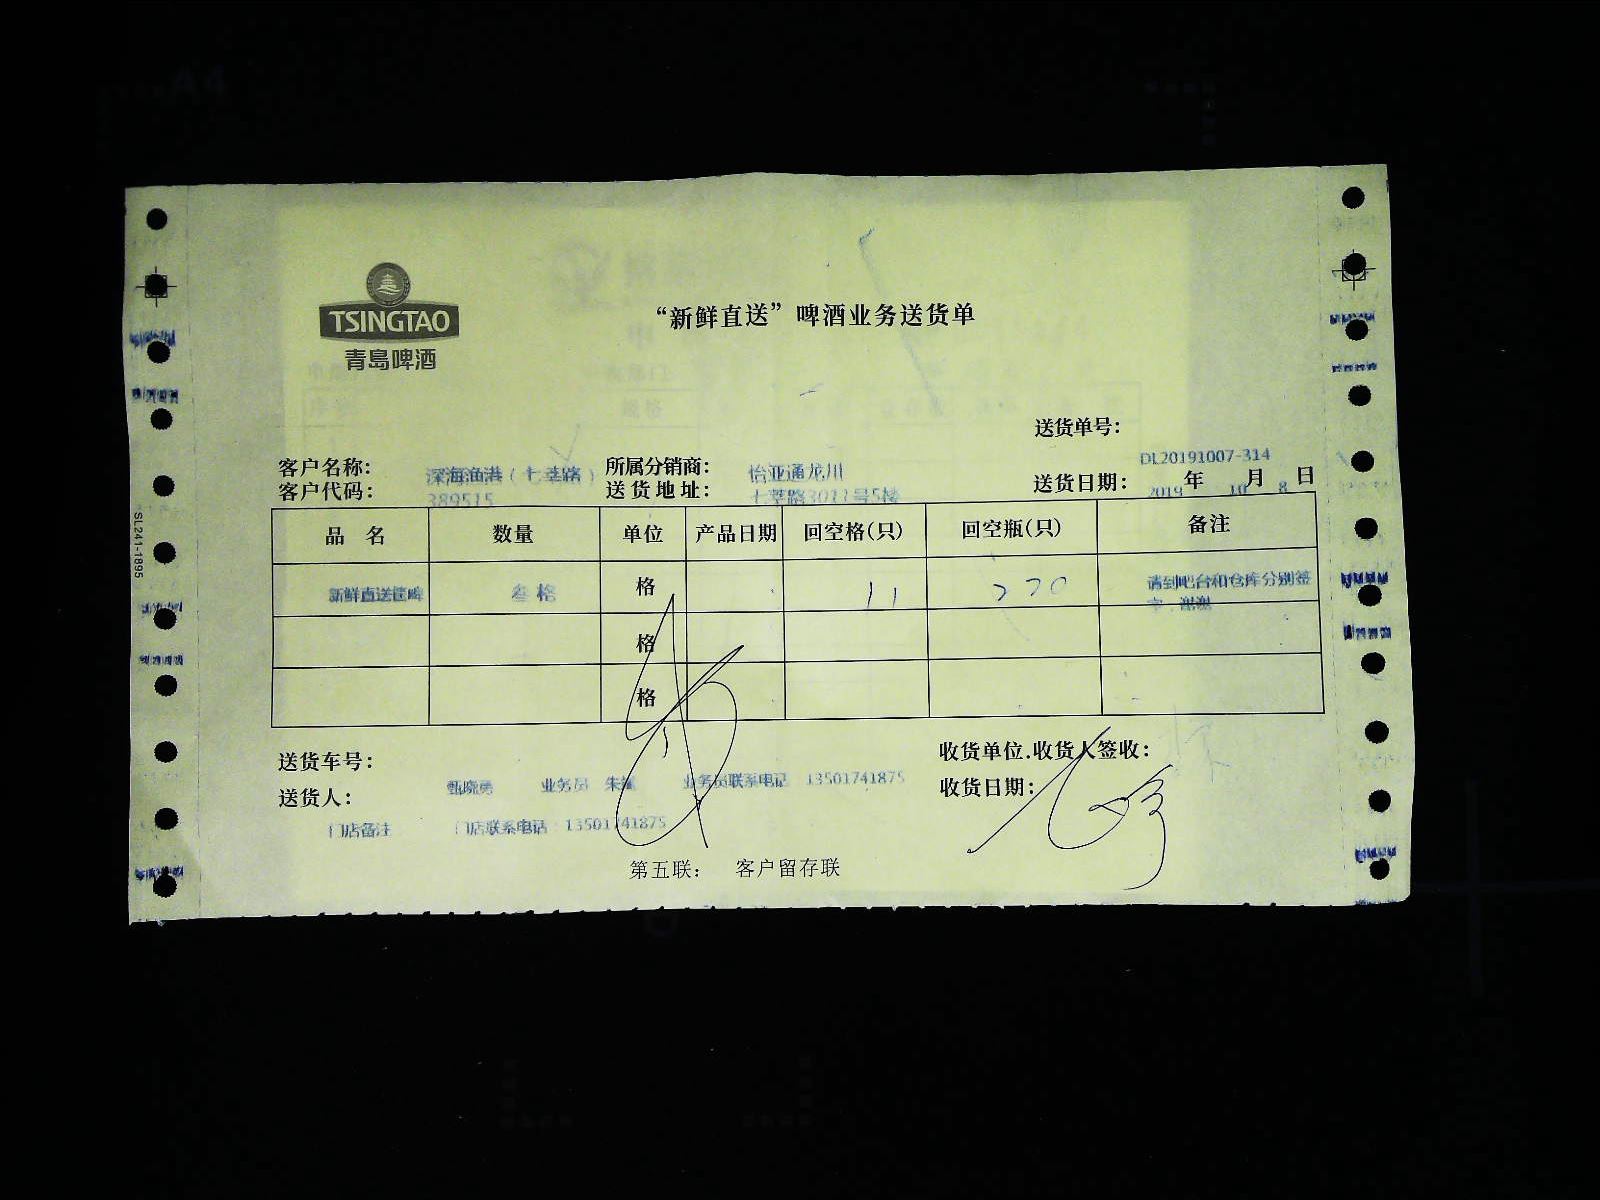 TSINGTAO
青島啤酒
“新鲜直送”啤酒业务送货单
送货单号：
DL20191007-314
客户名称： 深海渔港（七莘路） 所属分销商： 怡亚通龙川
送货日期： 2019 年 10 月 8 日
客户代码： 389515 送货地址： 七莘路3011号5楼
品 名 数量 单位 产品日期 回空格(只) 回空瓶(只) 备注
新鲜直送 叁格 格 11 270 请到吧台和仓库分别签
字，谢谢
格
格
送货车号： 收货单位.收货人签收：
送货人： 甄晓勇 业务员 朱 业务员联系电话 13501741875 收货日期：
门店备注 门店联系电话 13501741875
第五联： 客户留存联
SL241-1895